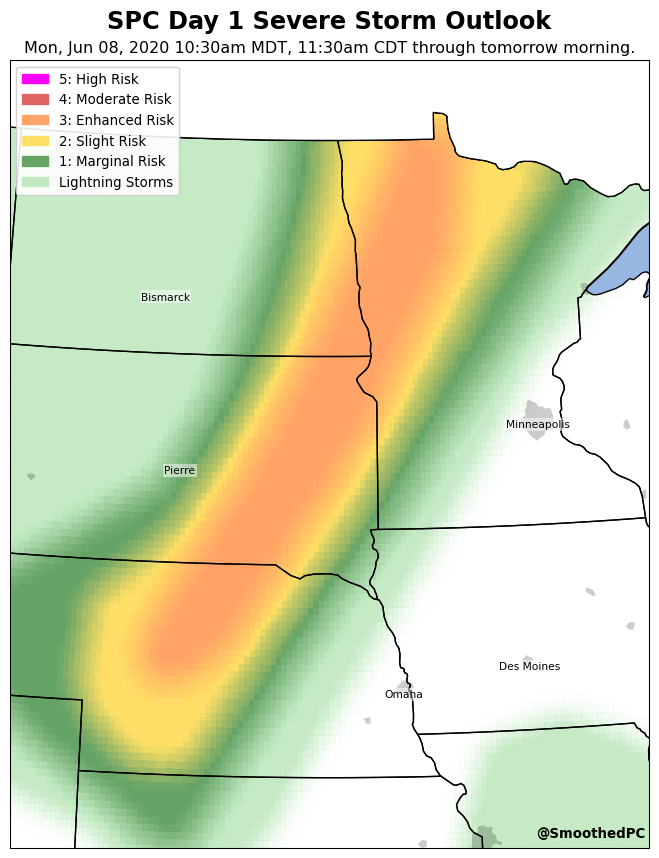 SPC Day 1 Severe Storm Outlook
Mon, Jun 08, 2020 10:30am MDT, 11:30am CDT through tomorrow morning.
5: High Risk
4: Moderate Risk
3: Enhanced Risk
2: Slight Risk
1: Marginal Risk
Lightning Storms
Bismarck
Minneapolis
Pierre
Des Moines
Omaha
@SmoothedPC